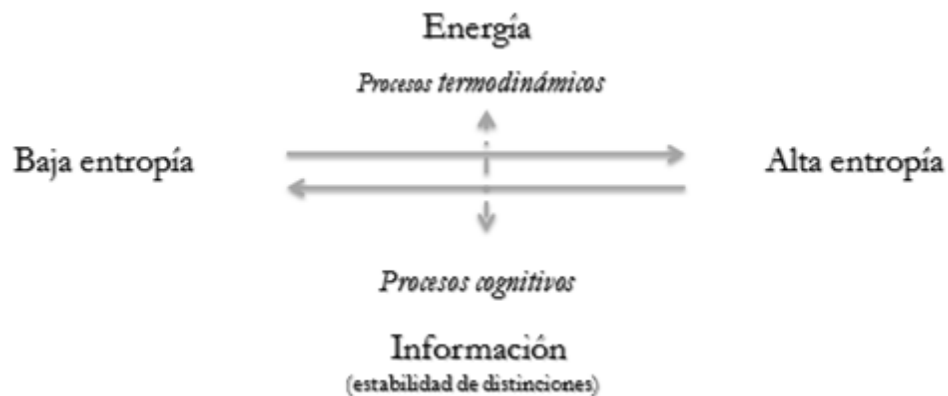 Energía
Procesos termodinámicos
Baja entropía
Alta entropía
Procesos cognitivos
Información
(estabilidad de distinciones)